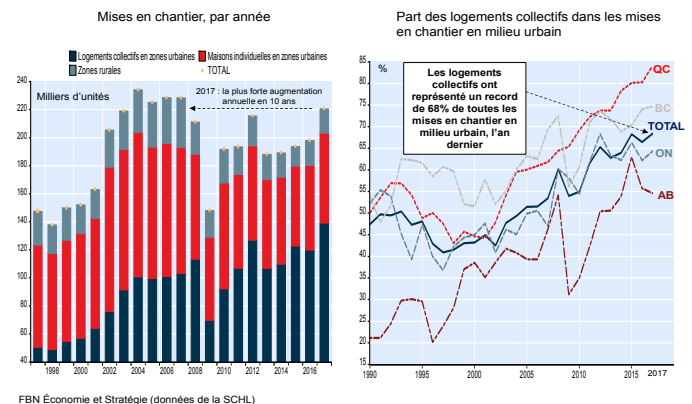 Mises en chantier, par année
Logements collectifs en zones urbaines
Maisons individuelles en zones urbaines
Zones rurales
TOTAL
240
220
200
180
160
140
120
100
80
60
40
Milliers d'unités
2017 : la plus forte augmentation
annuelle en 10 ans
1998
2000
2002
2004
2006
2008
2010
2012
2014
2016
Part des logements collectifs dans les mises
en chantier en milieu urbain
85
80
75
70
65
60
55
50
45
40
35
30
25
20
15
%
Les logements
collectifs ont
représenté un record
de 68% de toutes les
mises en chantier en
milieu urbain, l'an
dernier
QC
BC
TOTAL
ON
AB
1990
1995
2000
2005
2010
2015
2017
FBN Économie et Stratégie (données de la SCHL)